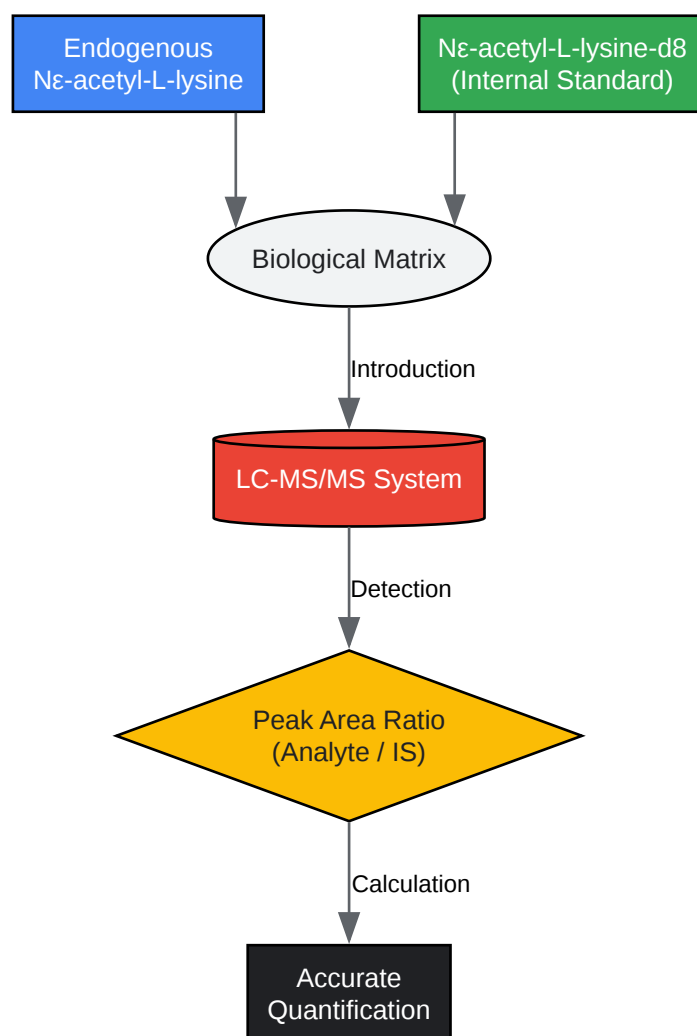 Endogenous
Nε-acetyl-L-lysine
Nε-acetyl-L-lysine-d8
(Internal Standard)
Biological Matrix
Introduction
LC-MS/MS System
Detection
Peak Area Ratio
(Analyte / IS)
Calculation
Accurate
Quantification